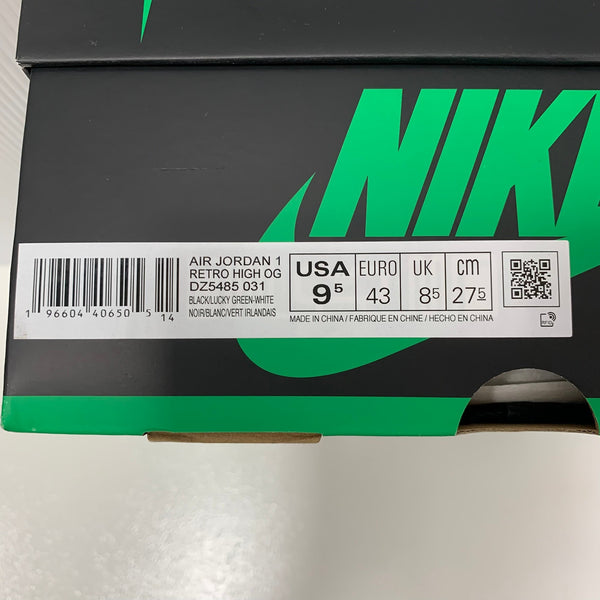 NIKE
AIR JORDAN 1
RETRO HIGH OG
DZ5485 031
BLACK/LUCKY GREEN-WHITE
NOIR/BLANC/VERT IRLANDAIS
1 96604 40650 5 14
USA EURO UK cm
9⁵ 43 8⁵ 27⁵
MADE IN CHINA / FABRIQUE EN CHINE / HECHO EN CHINA
RFID